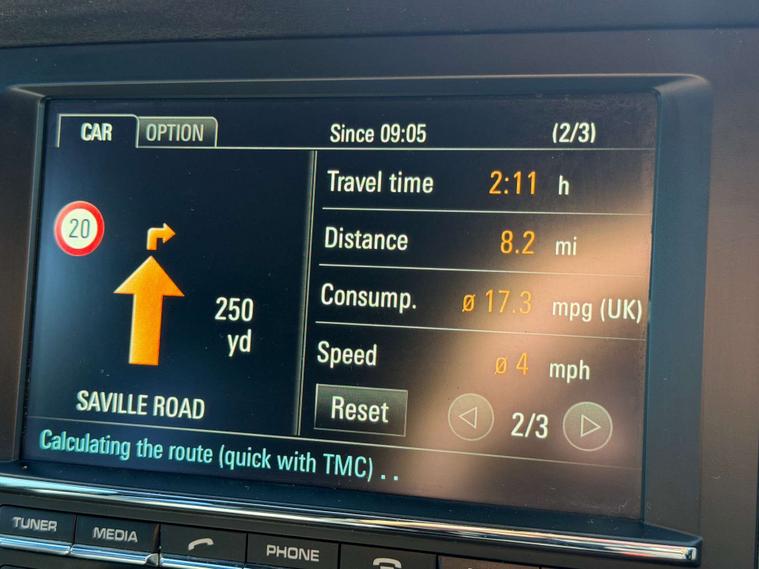 CAR OPTION Since 09:05 (2/3)
20
250
yd
SAVILLE ROAD
Travel time 2:11 h
Distance 8.2 mi
Consump. ø 17.3 mpg (UK)
Speed ø 4 mph
Reset 2/3
Calculating the route (quick with TMC) . .
TUNER MEDIA PHONE